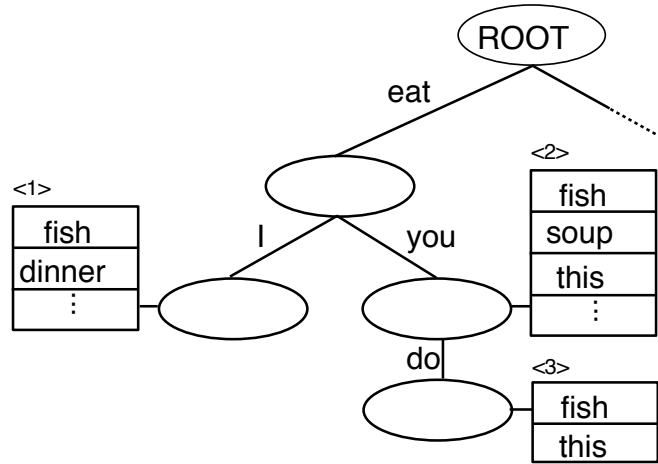 ROOT
eat
<1>
<2>
fish
soup
this
⋮
fish
dinner
⋮
I
you
do
<3>
fish
this